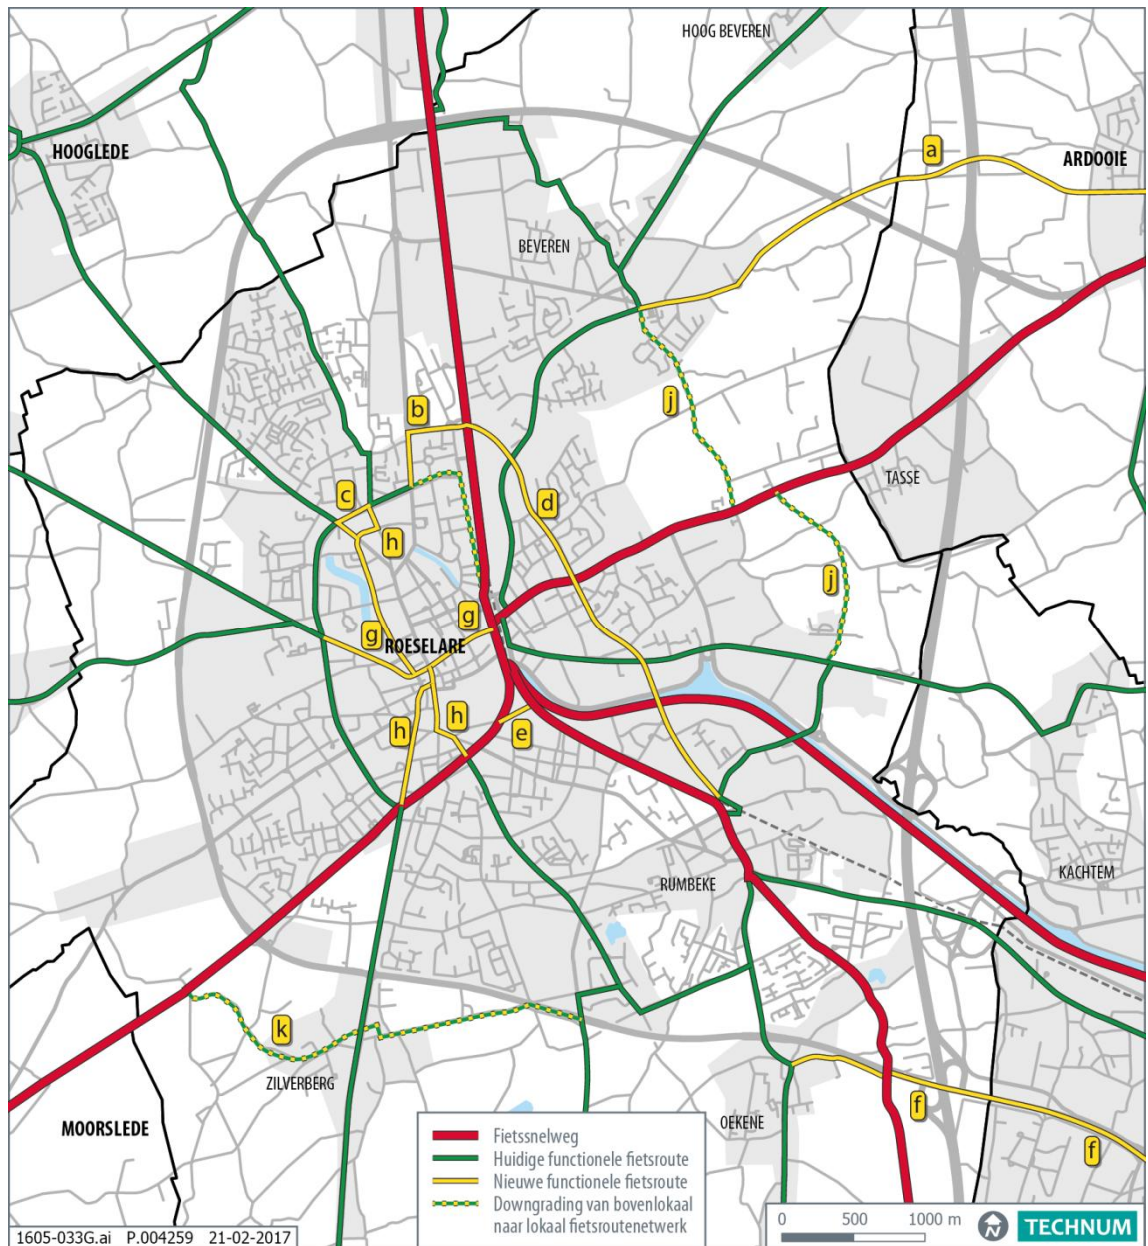 HOOG BEVEREN
HOOGLEDE
a
ARDOOIE
BEVEREN
j
b
TASSE
c
d
h
j
g
g
ROESELARE
h
h
e
RUMBEKE
KACHTEM
k
ZILVERBERG
f
MOORSLEDE
OEKENE
f
Fietssnelweg
Huidige functionele fietsroute
Nieuwe functionele fietsroute
Downgrading van bovenlokaal
naar lokaal fietsroutenetwerk
0 500 1000 m
N
TECHNUM
1605-033G.ai P.004259 21-02-2017